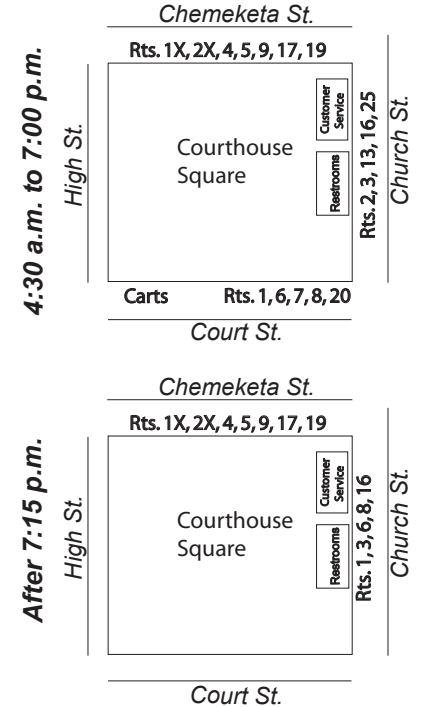 Chemeketa St.
Rts. 1X, 2X, 4, 5, 9, 17, 19
4:30 a.m. to 7:00 p.m.
High St.
Courthouse
Square
Customer
Service
Restrooms
Rts. 2, 3, 13, 16, 25
Church St.
Carts
Rts. 1, 6, 7, 8, 20
Court St.
Chemeketa St.
Rts. 1X, 2X, 4, 5, 9, 17, 19
After 7:15 p.m.
High St.
Courthouse
Square
Customer
Service
Restrooms
Rts. 1, 3, 6, 8, 16
Church St.
Court St.